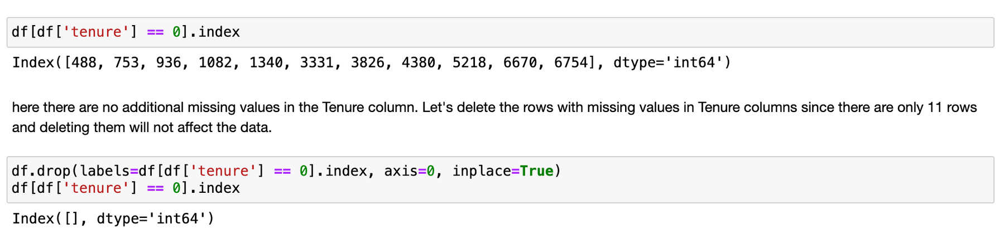 df[df['tenure'] == 0].index
Index([488, 753, 936, 1082, 1340, 3331, 3826, 4380, 5218, 6670, 6754], dtype='int64')
here there are no additional missing values in the Tenure column. Let's delete the rows with missing values in Tenure columns since there are only 11 rows
and deleting them will not affect the data.
df.drop(labels=df[df['tenure'] == 0].index, axis=0, inplace=True)
df[df['tenure'] == 0].index
Index([], dtype='int64')